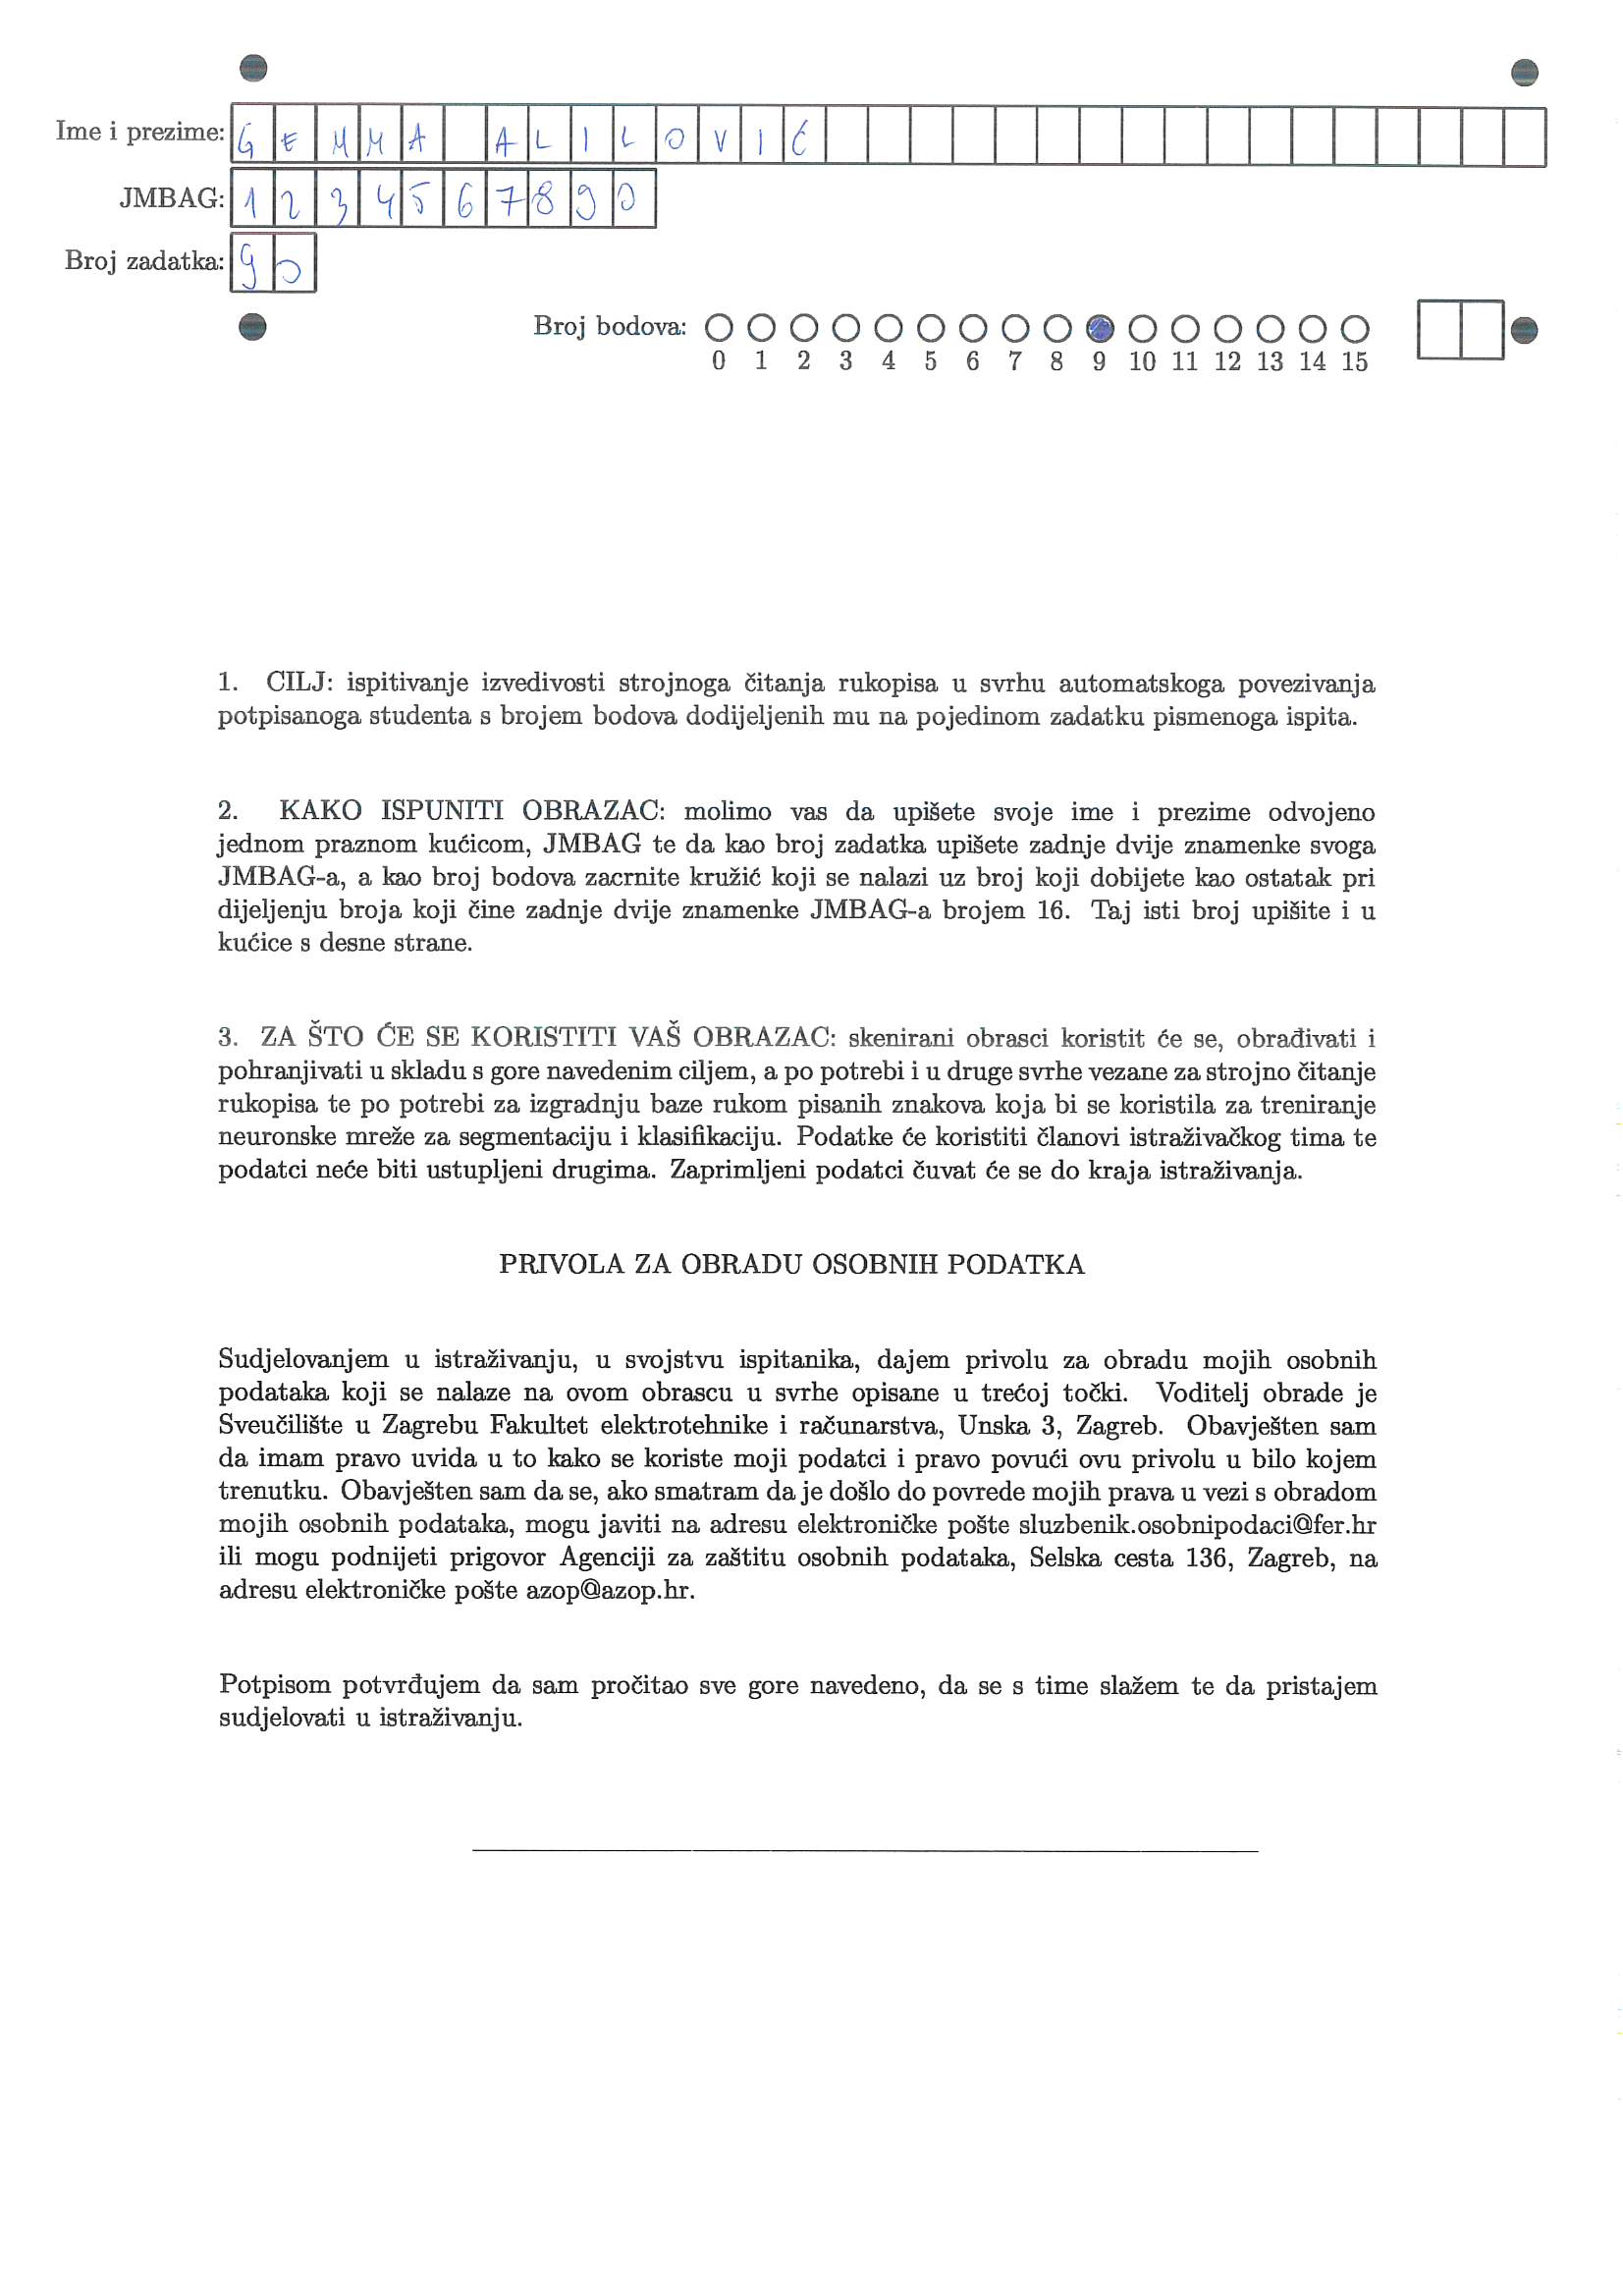 Ime i prezime: GEMMA ALILOVIĆ
JMBAG: 1234567890
Broj zadatka: 90
Broj bodova:
0 1 2 3 4 5 6 7 8 9 10 11 12 13 14 15
1. CILJ: ispitivanje izvedivosti strojnoga čitanja rukopisa u svrhu automatskoga povezivanja
potpisanoga studenta s brojem bodova dodijeljenih mu na pojedinom zadatku pismenoga ispita.
2. KAKO ISPUNITI OBRAZAC: molimo vas da upišete svoje ime i prezime odvojeno
jednom praznom kućicom, JMBAG te da kao broj zadatka upišete zadnje dvije znamenke svoga
JMBAG-a, a kao broj bodova zacrnite kružić koji se nalazi uz broj koji dobijete kao ostatak pri
dijeljenju broja koji čine zadnje dvije znamenke JMBAG-a brojem 16. Taj isti broj upišite i u
kućice s desne strane.
3. ZA ŠTO ĆE SE KORISTITI VAŠ OBRAZAC: skenirani obrasci koristit će se, obrađivati i
pohranjivati u skladu s gore navedenim ciljem, a po potrebi i u druge svrhe vezane za strojno čitanje
rukopisa te po potrebi za izgradnju baze rukom pisanih znakova koja bi se koristila za treniranje
neuronske mreže za segmentaciju i klasifikaciju. Podatke će koristiti članovi istraživačkog tima te
podatci neće biti ustupljeni drugima. Zaprimljeni podatci čuvat će se do kraja istraživanja.
PRIVOLA ZA OBRADU OSOBNIH PODATKA
Sudjelovanjem u istraživanju, u svojstvu ispitanika, dajem privolu za obradu mojih osobnih
podataka koji se nalaze na ovom obrascu u svrhe opisane u trećoj točki. Voditelj obrade je
Sveučilište u Zagrebu Fakultet elektrotehnike i računarstva, Unska 3, Zagreb. Obavješten sam
da imam pravo uvida u to kako se koriste moji podatci i pravo povući ovu privolu u bilo kojem
trenutku. Obavješten sam da se, ako smatram da je došlo do povrede mojih prava u vezi s obradom
mojih osobnih podataka, mogu javiti na adresu elektroničke pošte sluzbenik.osobnipodaci@fer.hr
ili mogu podnijeti prigovor Agenciji za zaštitu osobnih podataka, Selska cesta 136, Zagreb, na
adresu elektroničke pošte azop@azop.hr.
Potpisom potvrđujem da sam pročitao sve gore navedeno, da se s time slažem te da pristajem
sudjelovati u istraživanju.